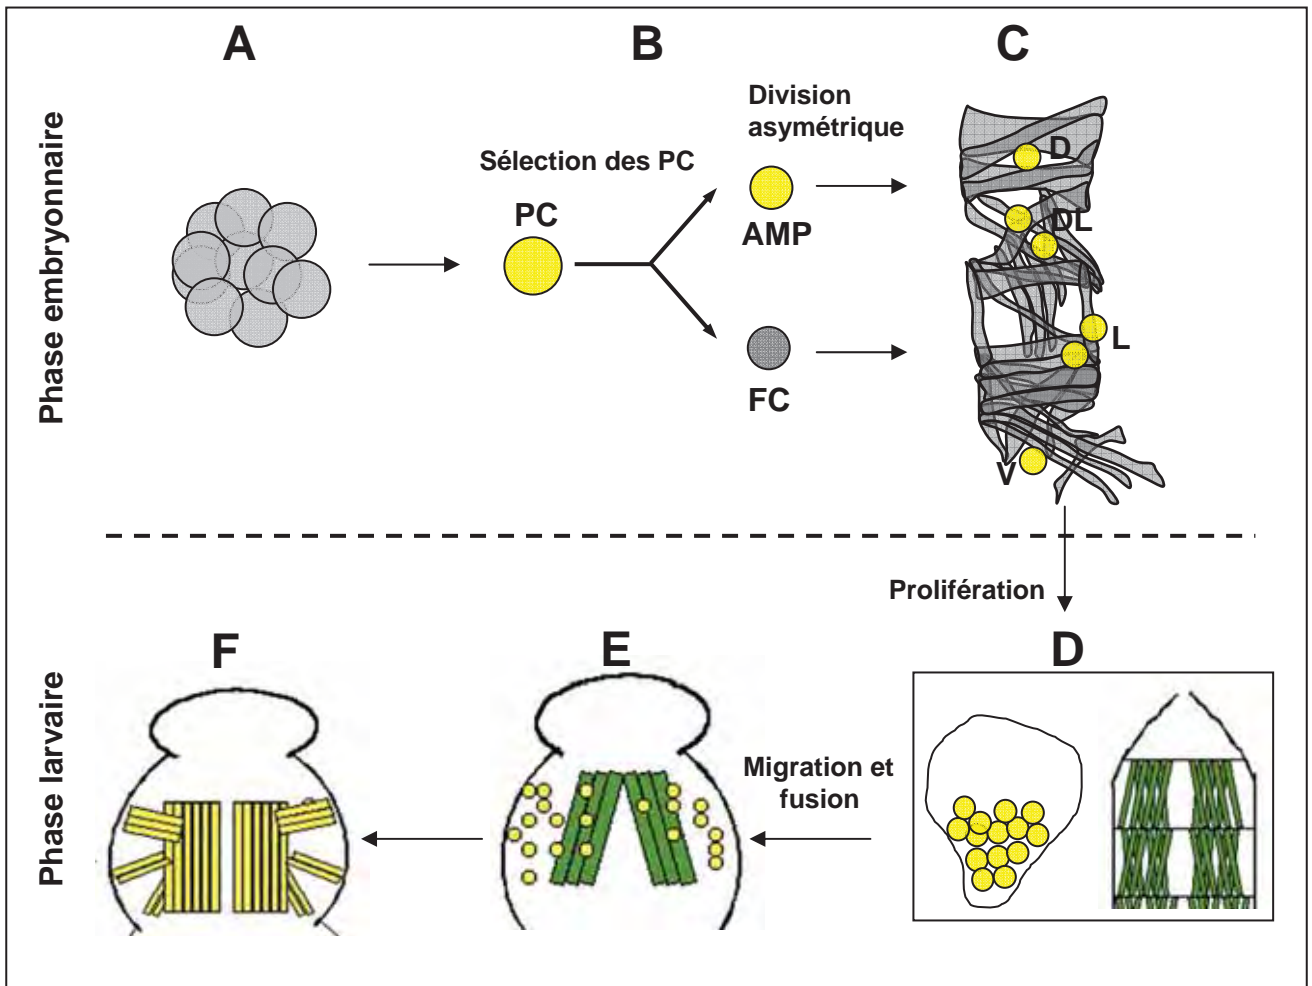 A
B
C
Phase embryonnaire
Division
asymétrique
Sélection des PC
PC
AMP
FC
D
DL
L
V
Prolifération
F
E
D
Phase larvaire
Migration et
fusion